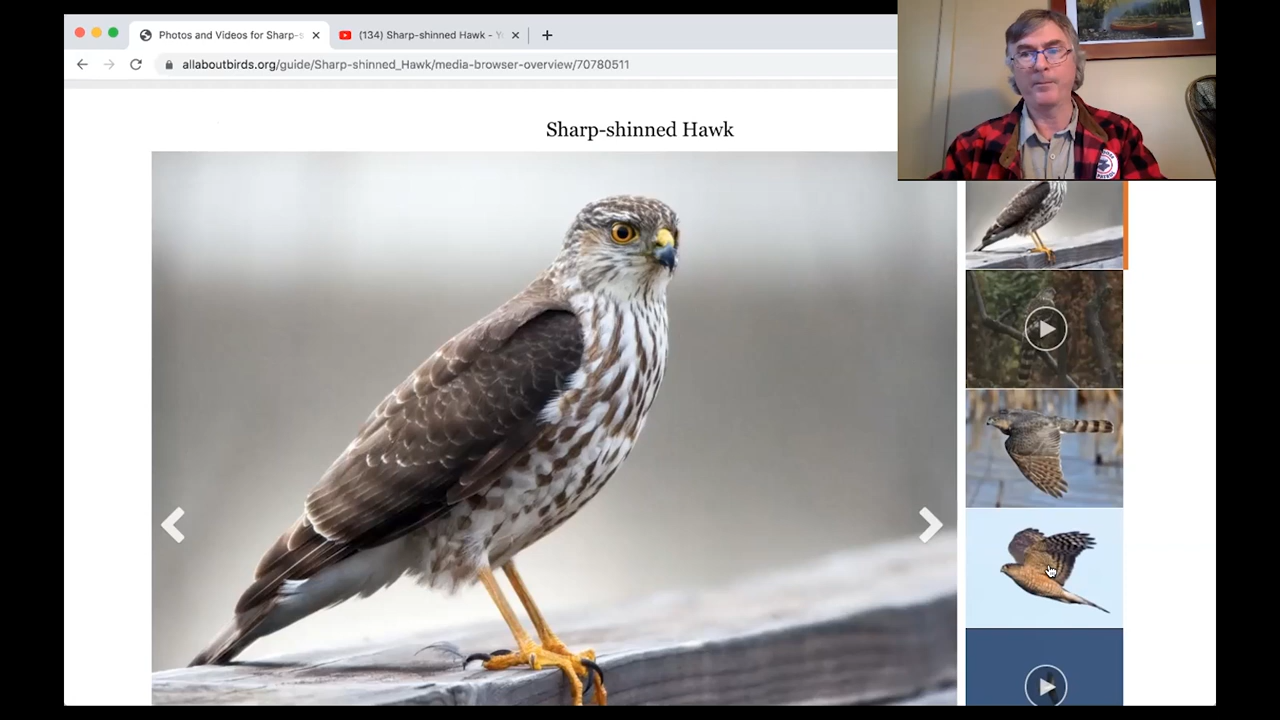 Photos and Videos for Sharp-s
(134) Sharp-shinned Hawk - Y
allaboutbirds.org/guide/Sharp-shinned_Hawk/media-browser-overview/70780511
Sharp-shinned Hawk